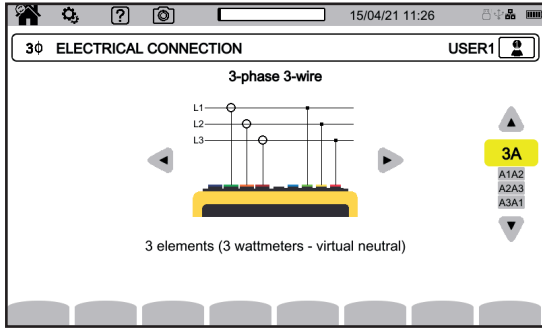 15/04/21 11:26
3ϕ ELECTRICAL CONNECTION USER1
3-phase 3-wire
L1
L2
L3
3A
A1A2
A2A3
A3A1
3 elements (3 wattmeters - virtual neutral)